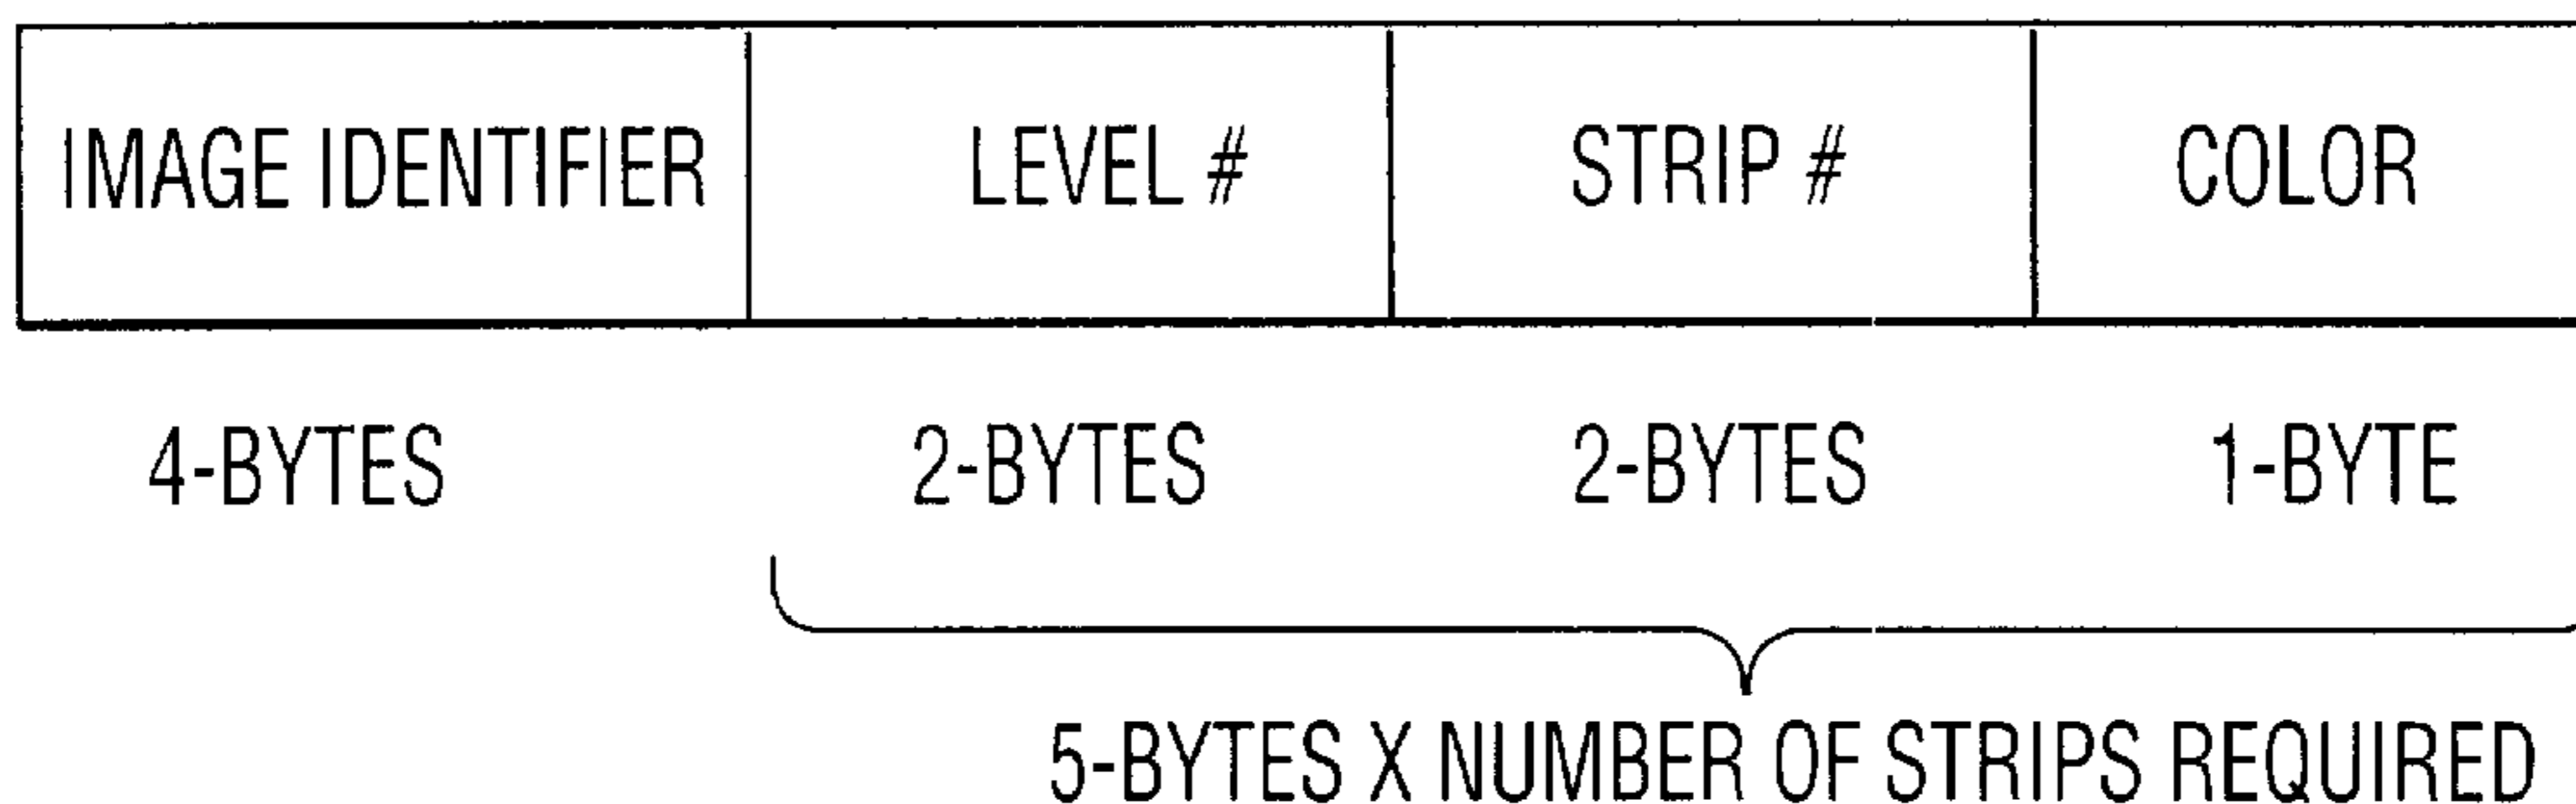 IMAGE IDENTIFIER LEVEL # STRIP # COLOR
4-BYTES 2-BYTES 2-BYTES 1-BYTE
5-BYTES X NUMBER OF STRIPS REQUIRED